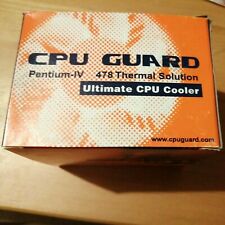 CPU GUARD
Pentium-IV 478 Thermal Solution
Ultimate CPU Cooler
www.cpuguard.com